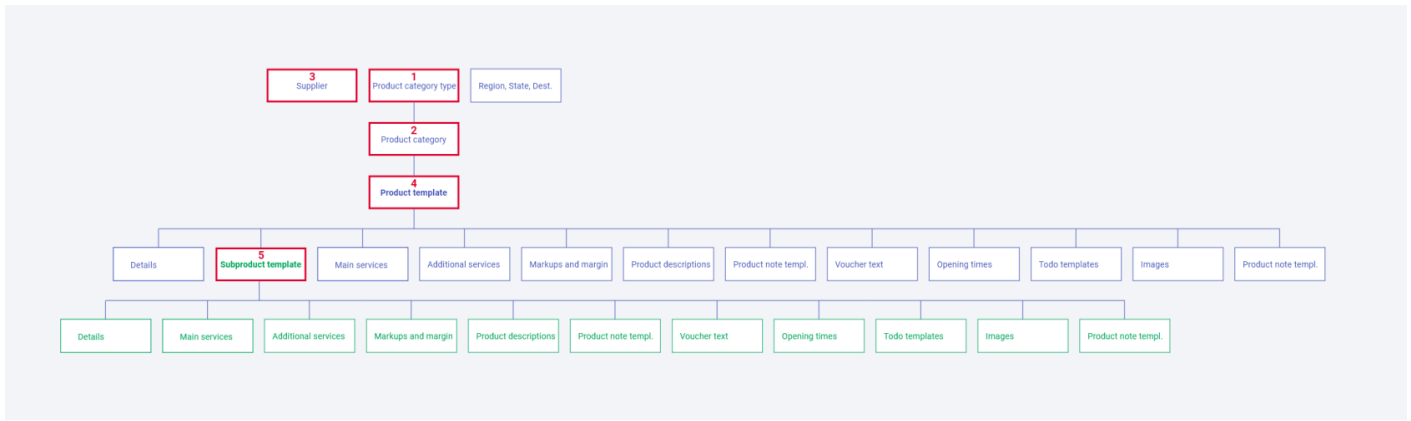 3
Supplier
1
Product category type
Region, State, Dest.
2
Product category
4
Product template
Details
5
Subproduct template
Main services
Additional services
Markups and margin
Product descriptions
Product note templ.
Voucher text
Opening times
Todo templates
Images
Product note templ.
Details
Main services
Additional services
Markups and margin
Product descriptions
Product note templ.
Voucher text
Opening times
Todo templates
Images
Product note templ.